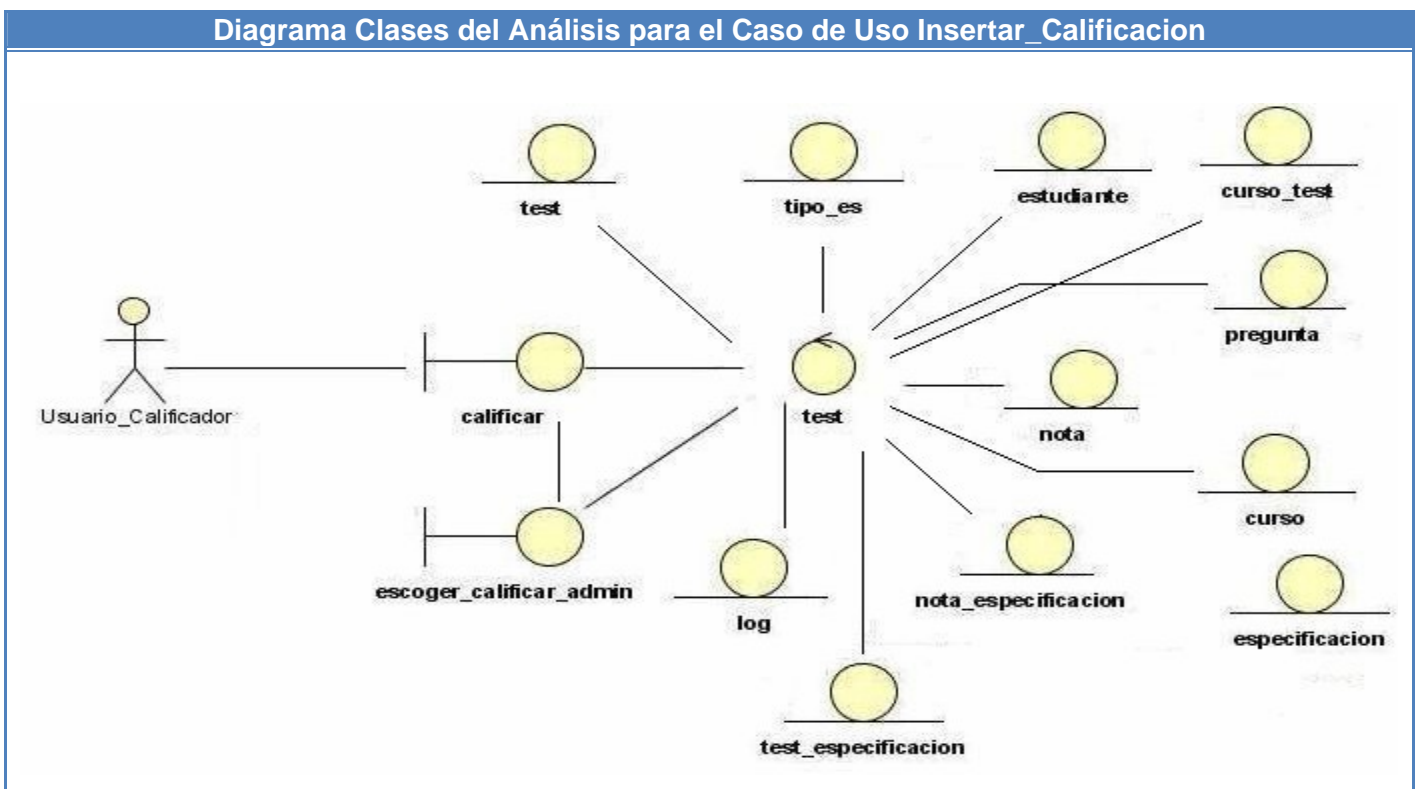 Diagrama Clases del Análisis para el Caso de Uso Insertar_Calificacion
test
tipo_es
estudiante
curso_test
pregunta
Usuario_Calificador
calificar
test
nota
curso
escoger_calificar_admin
log
nota_especificacion
especificacion
test_especificacion